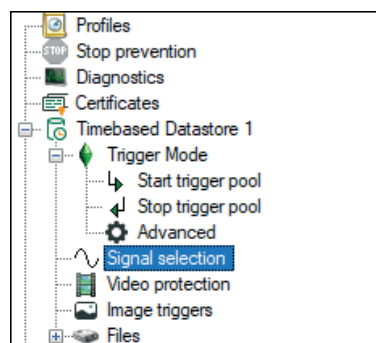 Profiles
STOP Stop prevention
Diagnostics
Certificates
Timebased Datastore 1
Trigger Mode
Start trigger pool
Stop trigger pool
Advanced
Signal selection
Video protection
Image triggers
Files